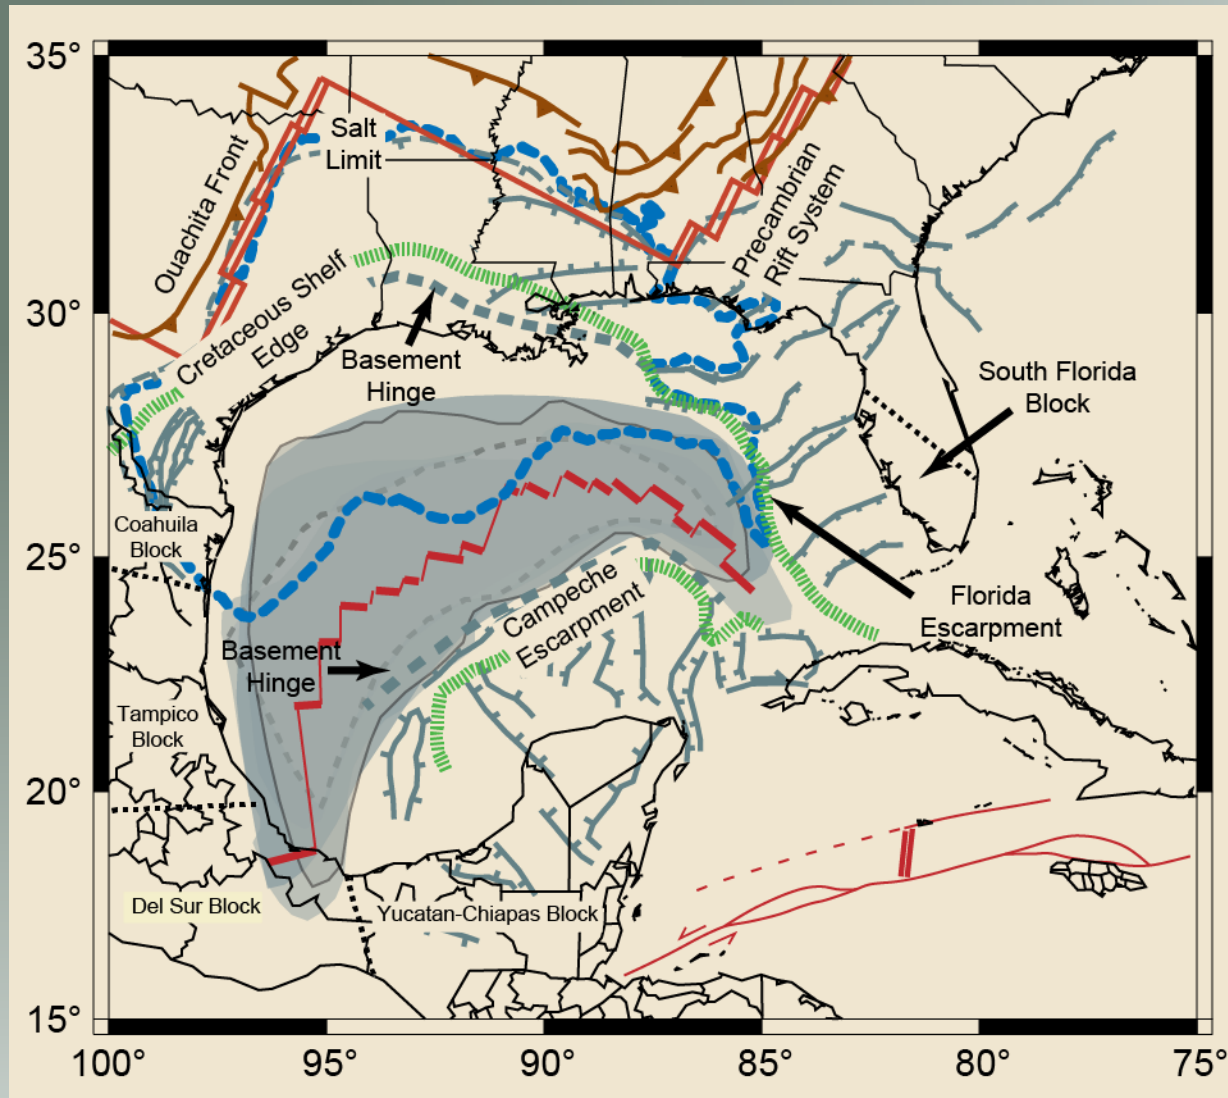 35°
30°
25°
20°
15°
100°
95°
90°
85°
80°
75°
Salt
Limit
Ouachita Front
Precambrian
Rift System
Cretaceous Shelf
Edge
Basement
Hinge
South Florida
Block
Coahuila
Block
Campeche
Escarpment
Florida
Escarpment
Basement
Hinge
Tampico
Block
Del Sur Block
Yucatan-Chiapas Block